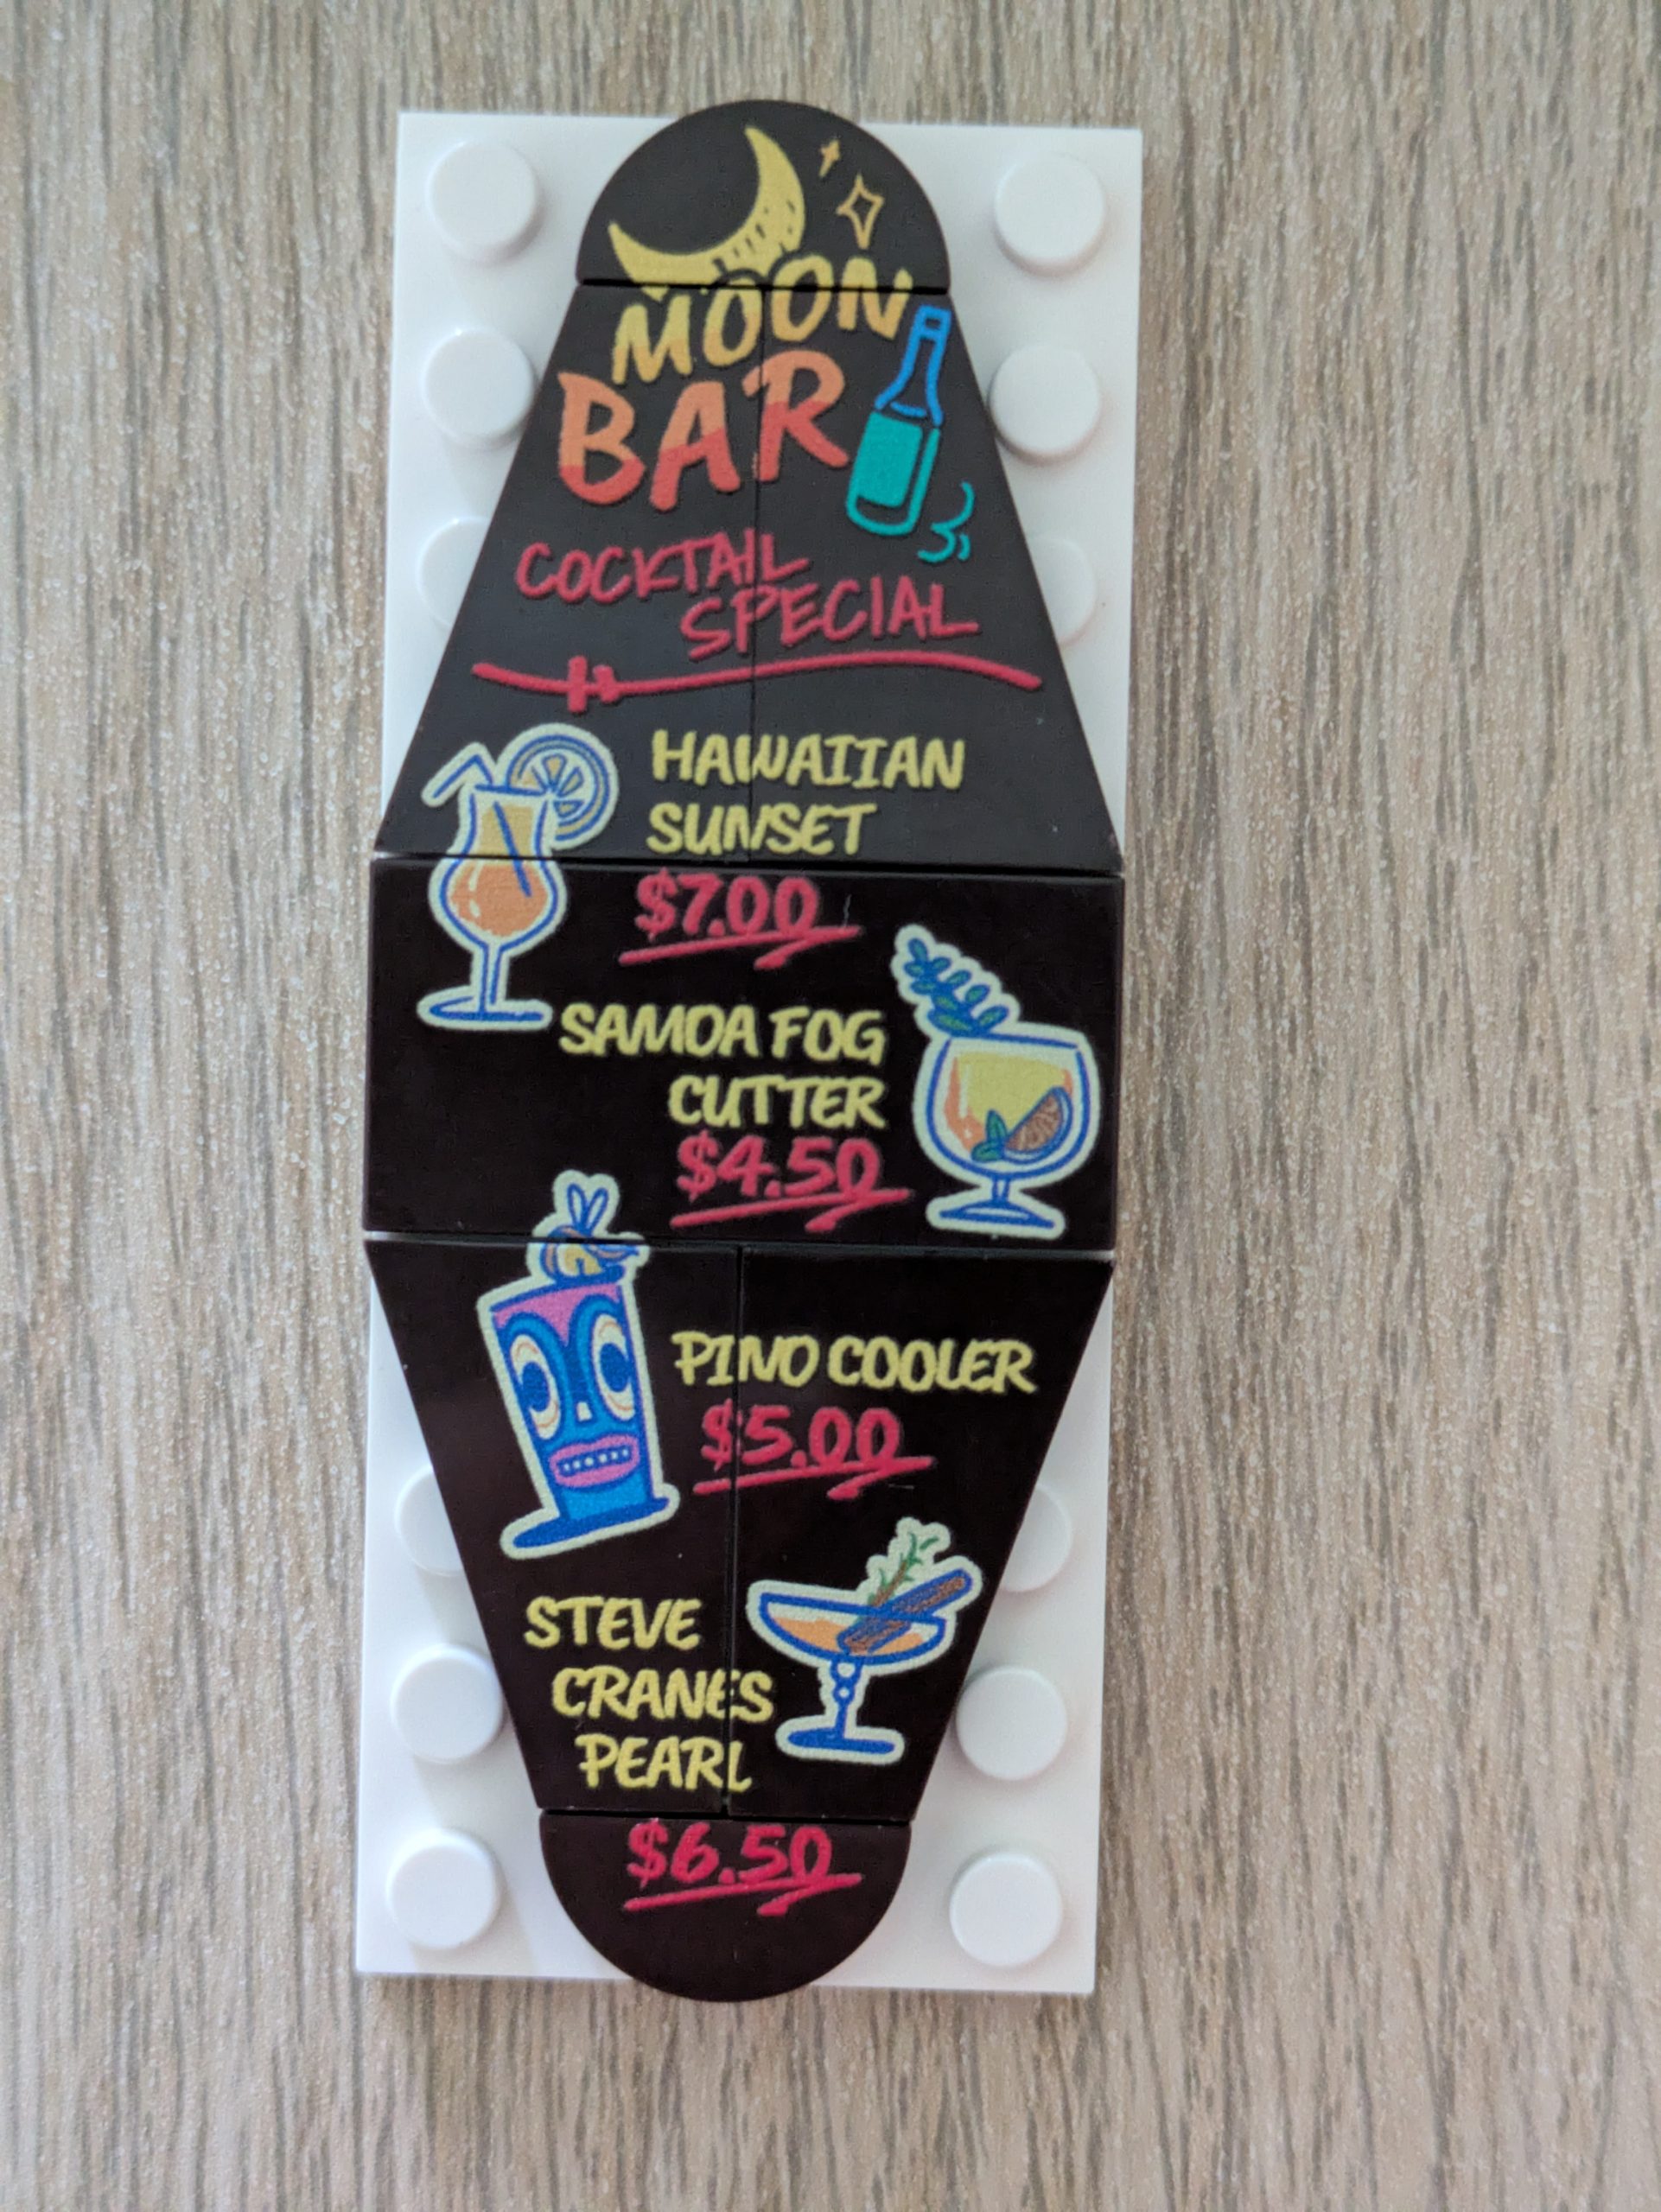 MOON
BAR
COCKTAIL
SPECIAL
HAWAIIAN
SUNSET
$7.00
SAMOA FOG
CUTTER
$4.50
PINO COOLER
$5.00
STEVE
CRANES
PEARL
$6.50